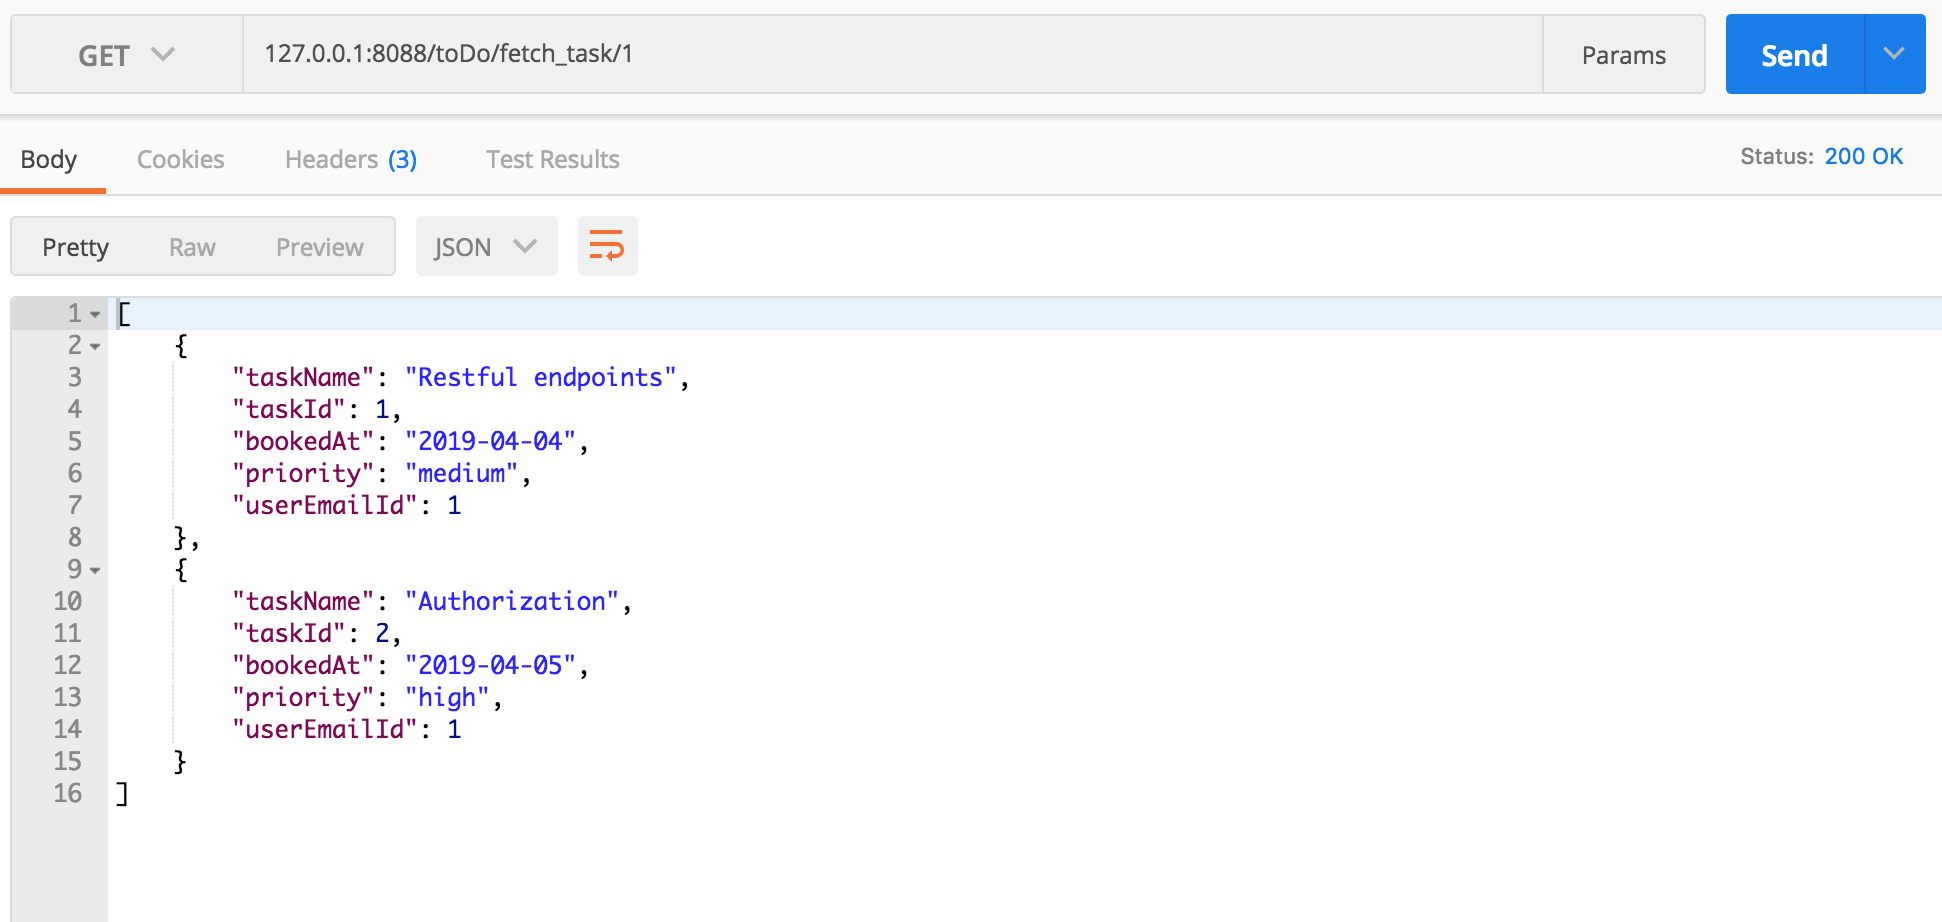 GET 127.0.0.1:8088/toDo/fetch_task/1 Params Send
Body Cookies Headers (3) Test Results Status: 200 OK
Pretty Raw Preview JSON
1 [
2 {
3 "taskName": "Restful endpoints",
4 "taskId": 1,
5 "bookedAt": "2019-04-04",
6 "priority": "medium",
7 "userEmailId": 1
8 },
9 {
10 "taskName": "Authorization",
11 "taskId": 2,
12 "bookedAt": "2019-04-05",
13 "priority": "high",
14 "userEmailId": 1
15 }
16 ]